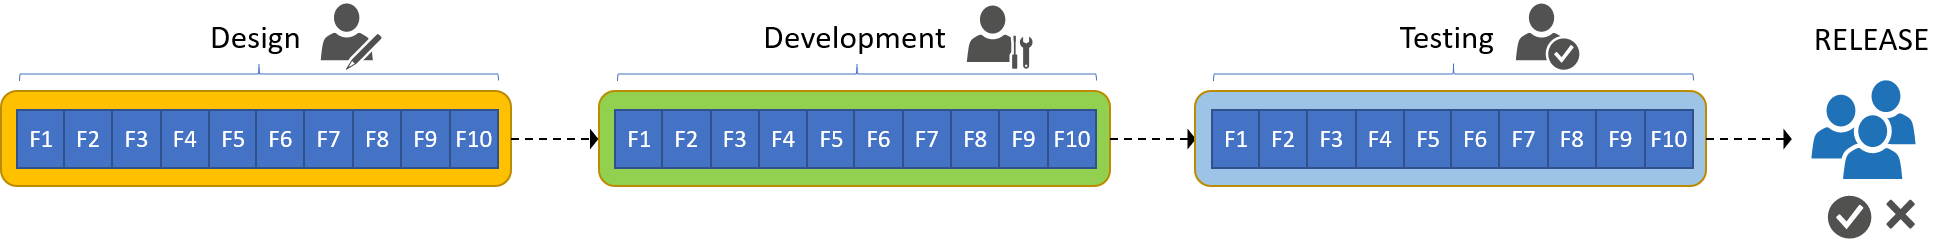 Design
Development
Testing
RELEASE
F1 F2 F3 F4 F5 F6 F7 F8 F9 F10
F1 F2 F3 F4 F5 F6 F7 F8 F9 F10
F1 F2 F3 F4 F5 F6 F7 F8 F9 F10